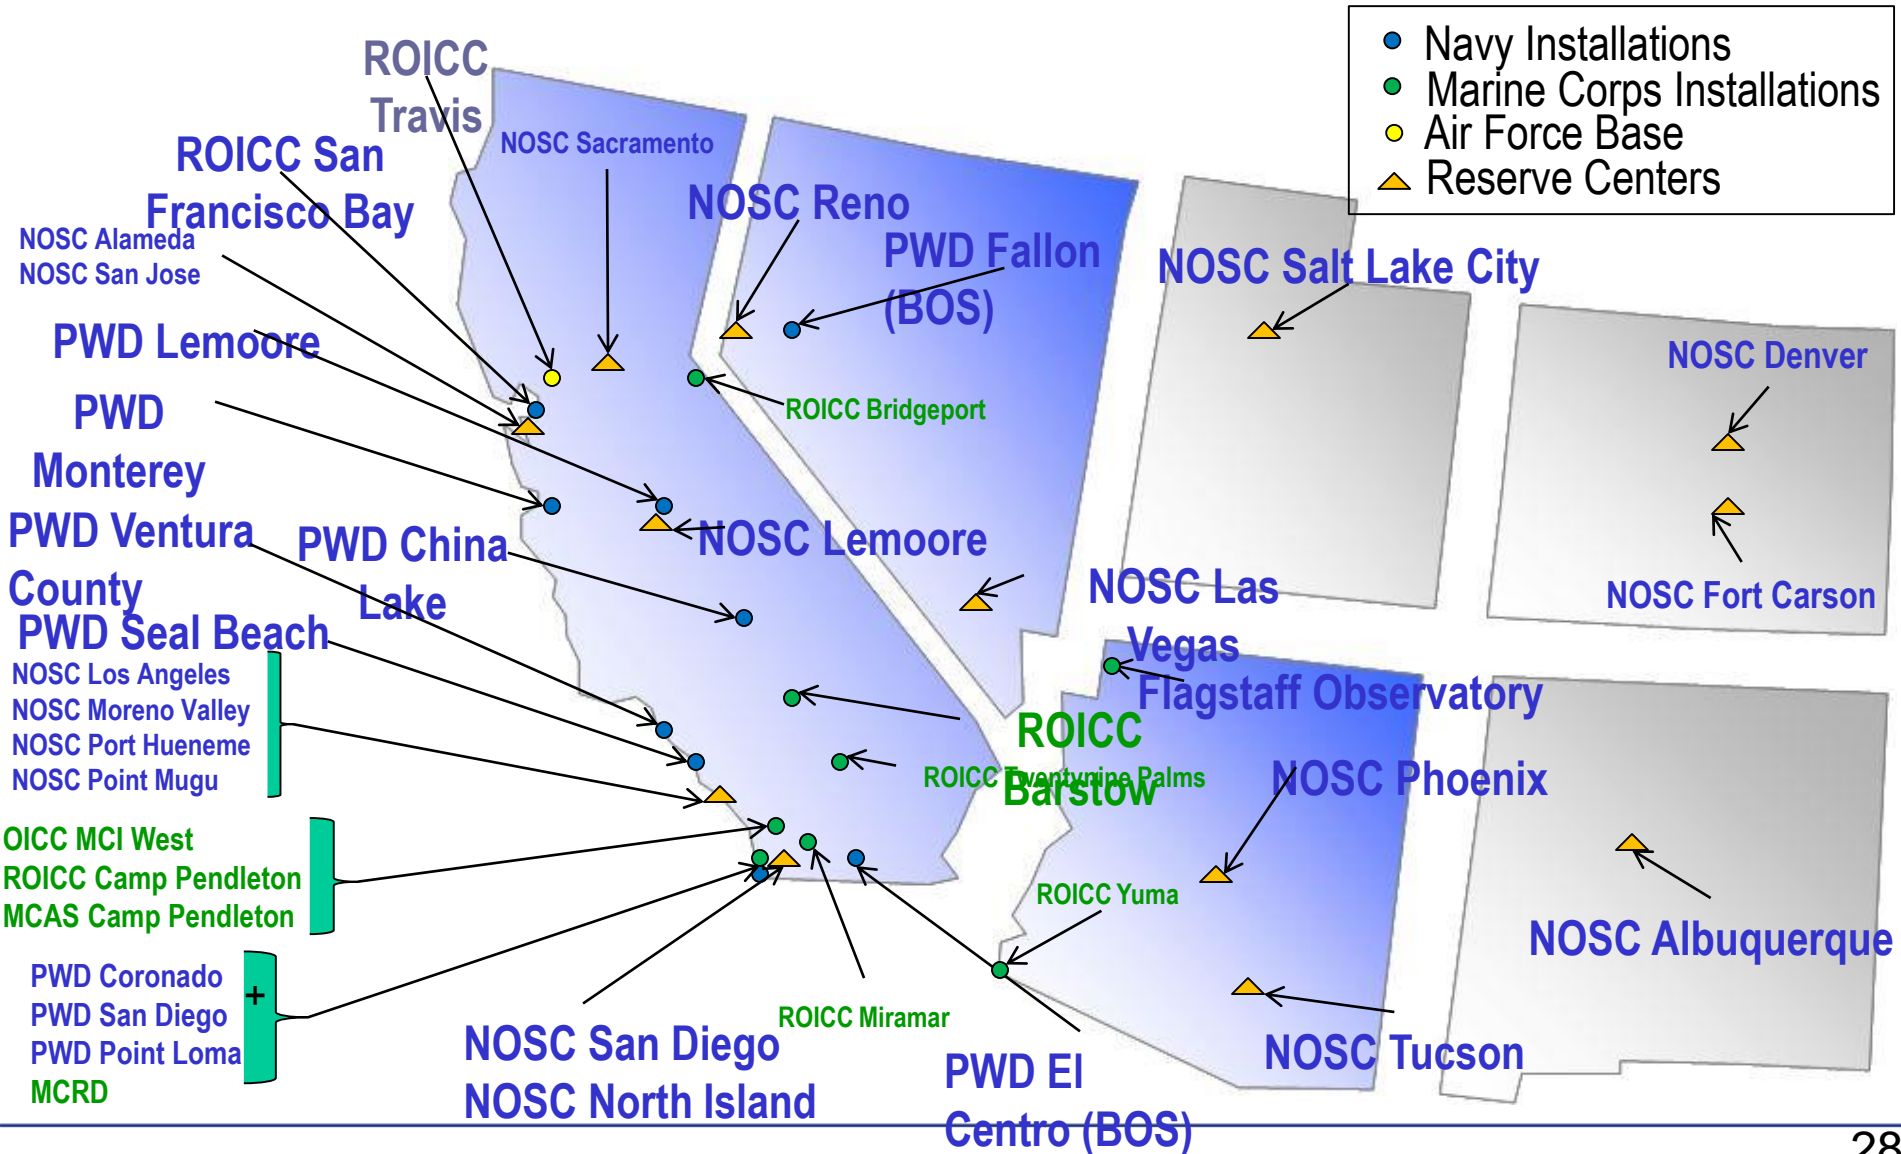 Navy Installations
Marine Corps Installations
Air Force Base
Reserve Centers
ROICC
Travis
NOSC Sacramento
ROICC San
Francisco Bay
NOSC Alameda
NOSC San Jose
NOSC Reno
PWD Fallon
(BOS)
NOSC Salt Lake City
NOSC Denver
PWD Lemoore
ROICC Bridgeport
PWD
Monterey
PWD Ventura
County
PWD China
Lake
NOSC Lemoore
NOSC Las
Vegas
NOSC Fort Carson
PWD Seal Beach
NOSC Los Angeles
NOSC Moreno Valley
NOSC Port Hueneme
NOSC Point Mugu
Flagstaff Observatory
ROICC
Barstow
ROICC Twentynine Palms
NOSC Phoenix
OICC MCI West
ROICC Camp Pendleton
MCAS Camp Pendleton
ROICC Yuma
NOSC Albuquerque
PWD Coronado
+
PWD San Diego
PWD Point Loma
MCRD
NOSC San Diego
NOSC North Island
ROICC Miramar
PWD El
Centro (BOS)
NOSC Tucson
28